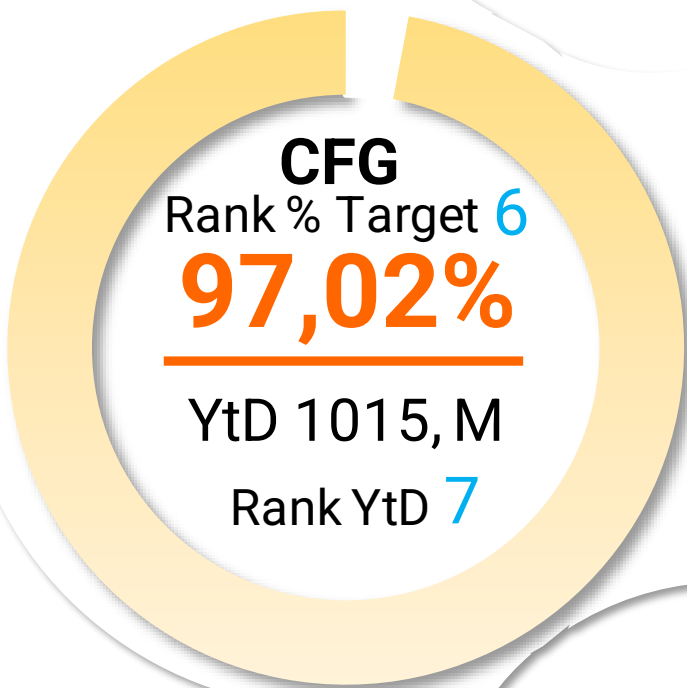 CFG
Rank % Target 6
97,02%
YtD 1015, M
Rank YtD 7